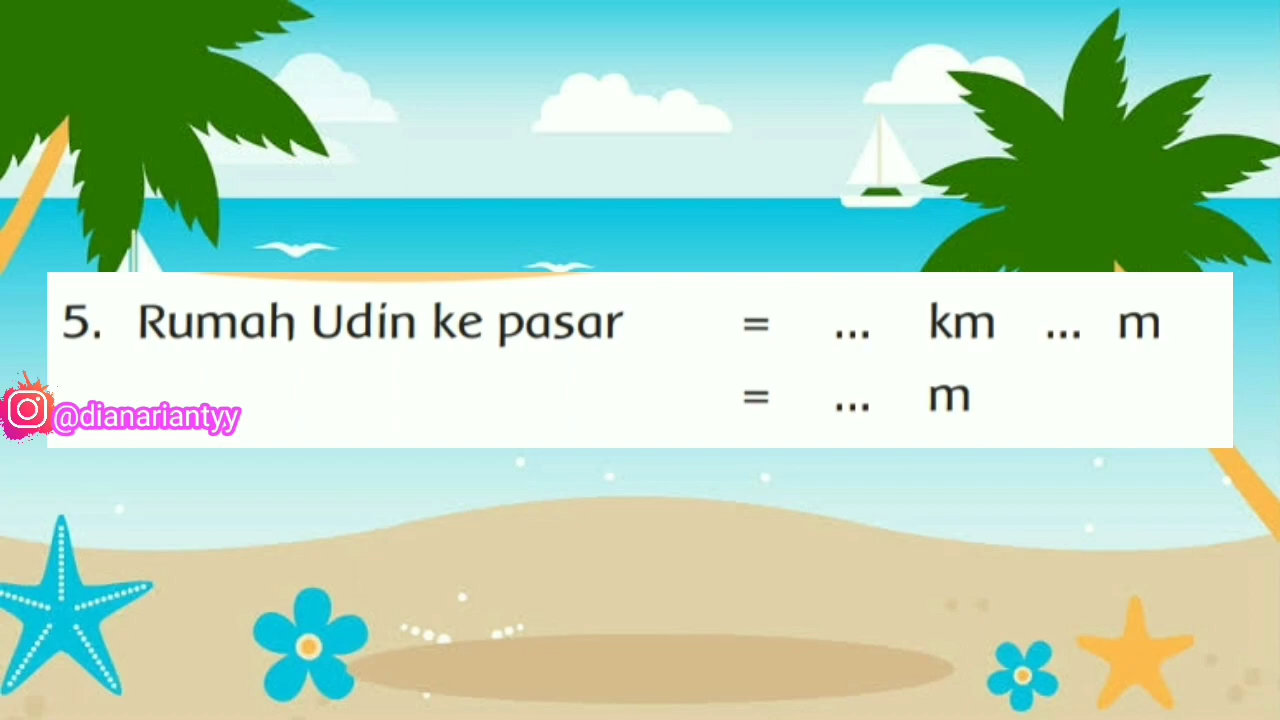 5. Rumah Udin ke pasar = ... km ... m
= ... m
@dianariantyy